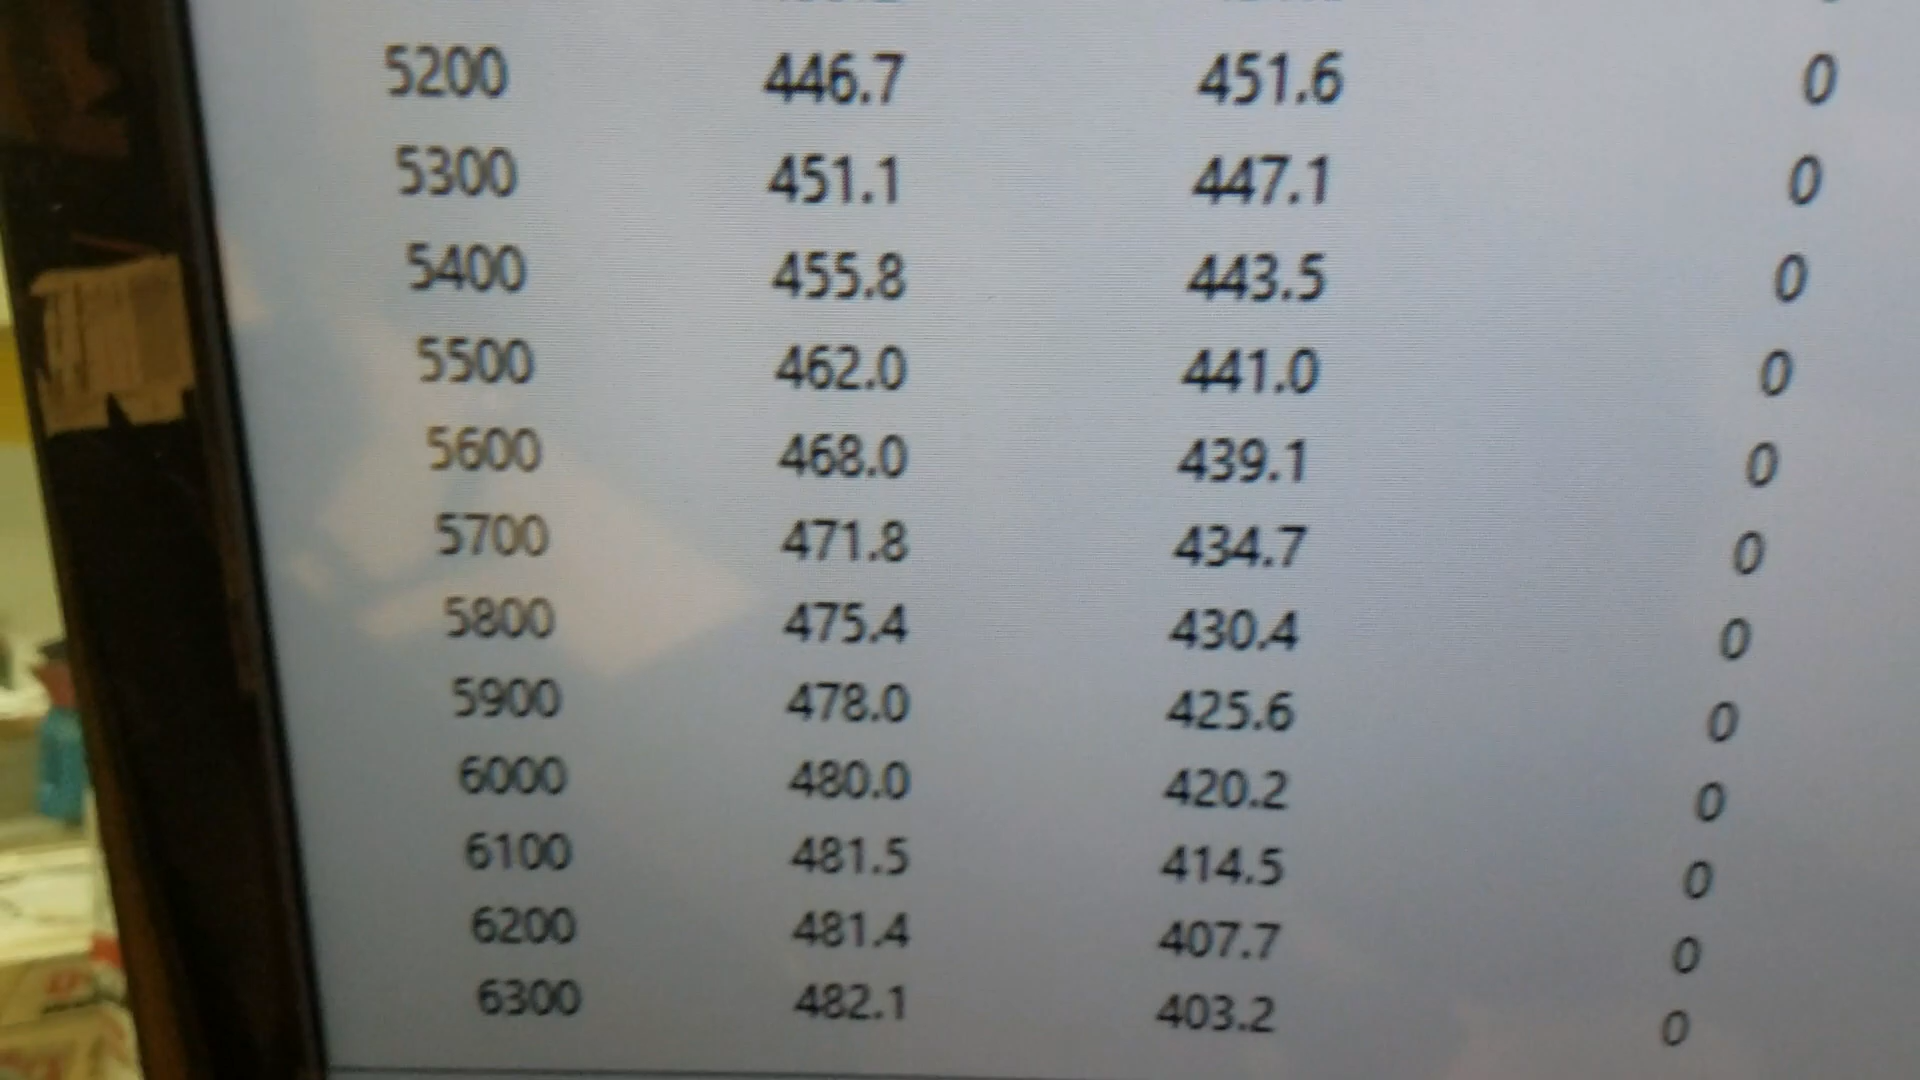 5200 446.7 451.6 0
5300 451.1 447.1 0
5400 455.8 443.5 0
5500 462.0 441.0 0
5600 468.0 439.1 0
5700 471.8 434.7 0
5800 475.4 430.4 0
5900 478.0 425.6 0
6000 480.0 420.2 0
6100 481.5 414.5 0
6200 481.4 407.7 0
6300 482.1 403.2 0